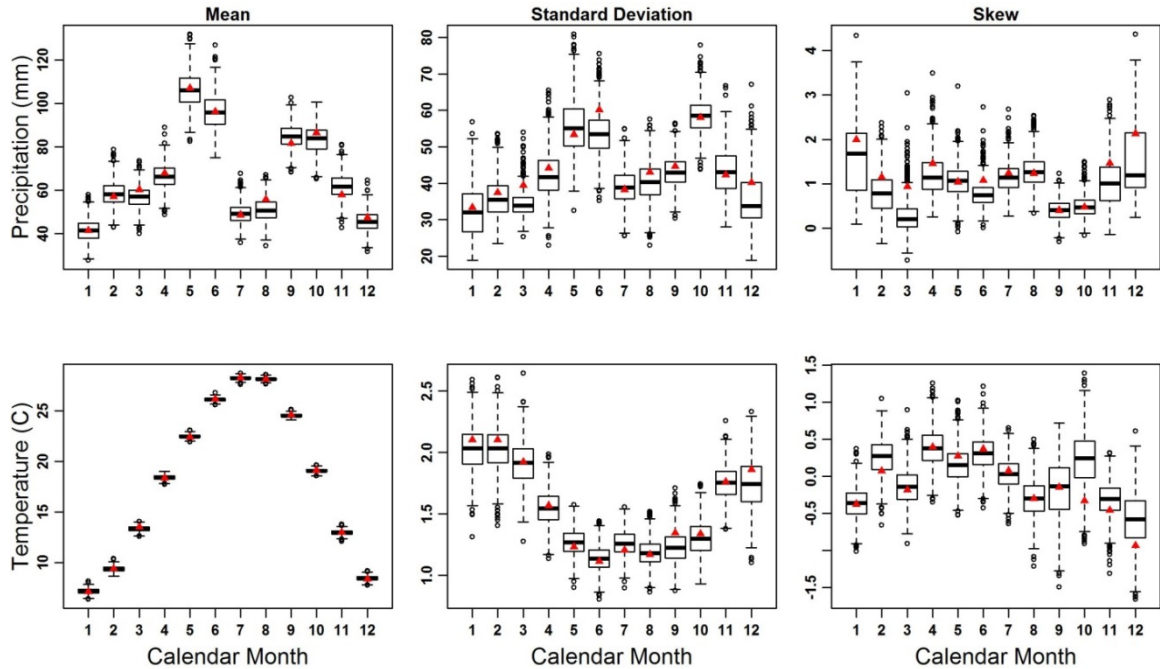 Mean
Standard Deviation
Skew
Precipitation (mm)
120
100
80
60
40
1 2 3 4 5 6 7 8 9 10 11 12
80
70
60
50
40
30
20
1 2 3 4 5 6 7 8 9 10 11 12
4
3
2
1
0
1 2 3 4 5 6 7 8 9 10 11 12
Temperature (C)
25
20
15
10
1 2 3 4 5 6 7 8 9 10 11 12
Calendar Month
2.5
2.0
1.5
1.0
1 2 3 4 5 6 7 8 9 10 11 12
Calendar Month
1.5
1.0
0.5
0.0
-0.5
-1.5
1 2 3 4 5 6 7 8 9 10 11 12
Calendar Month